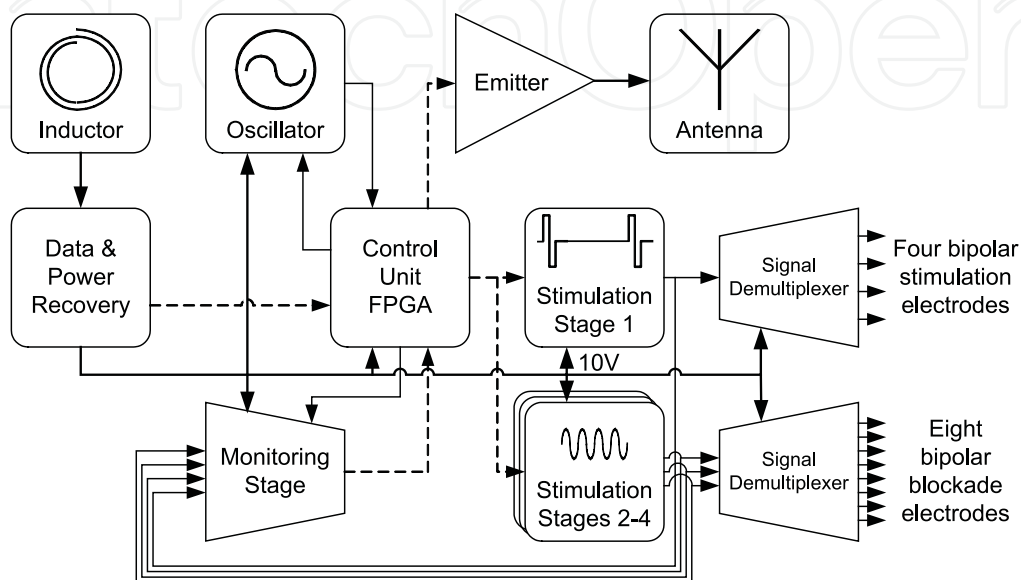 Inductor
Oscillator
Emitter
Antenna
Data &
Power
Recovery
Control
Unit
FPGA
Stimulation
Stage 1
Signal
Demultiplexer
Four bipolar
stimulation
electrodes
10V
Monitoring
Stage
Stimulation
Stages 2-4
Signal
Demultiplexer
Eight
bipolar
blockade
electrodes